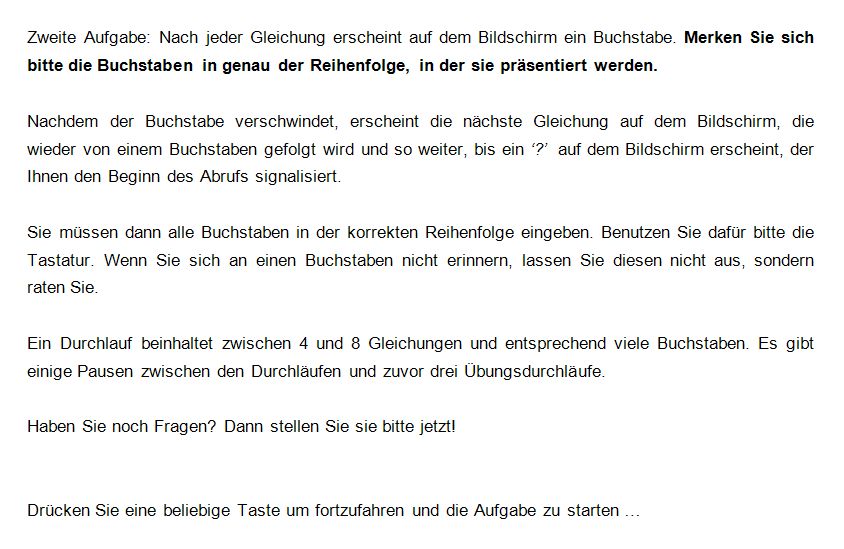 Zweite Aufgabe: Nach jeder Gleichung erscheint auf dem Bildschirm ein Buchstabe. Merken Sie sich
bitte die Buchstaben in genau der Reihenfolge, in der sie präsentiert werden.
Nachdem der Buchstabe verschwindet, erscheint die nächste Gleichung auf dem Bildschirm, die
wieder von einem Buchstaben gefolgt wird und so weiter, bis ein ‘?’ auf dem Bildschirm erscheint, der
Ihnen den Beginn des Abrufs signalisiert.
Sie müssen dann alle Buchstaben in der korrekten Reihenfolge eingeben. Benutzen Sie dafür bitte die
Tastatur. Wenn Sie sich an einen Buchstaben nicht erinnern, lassen Sie diesen nicht aus, sondern
raten Sie.
Ein Durchlauf beinhaltet zwischen 4 und 8 Gleichungen und entsprechend viele Buchstaben. Es gibt
einige Pausen zwischen den Durchläufen und zuvor drei Übungsdurchläufe.
Haben Sie noch Fragen? Dann stellen Sie sie bitte jetzt!
Drücken Sie eine beliebige Taste um fortzufahren und die Aufgabe zu starten …